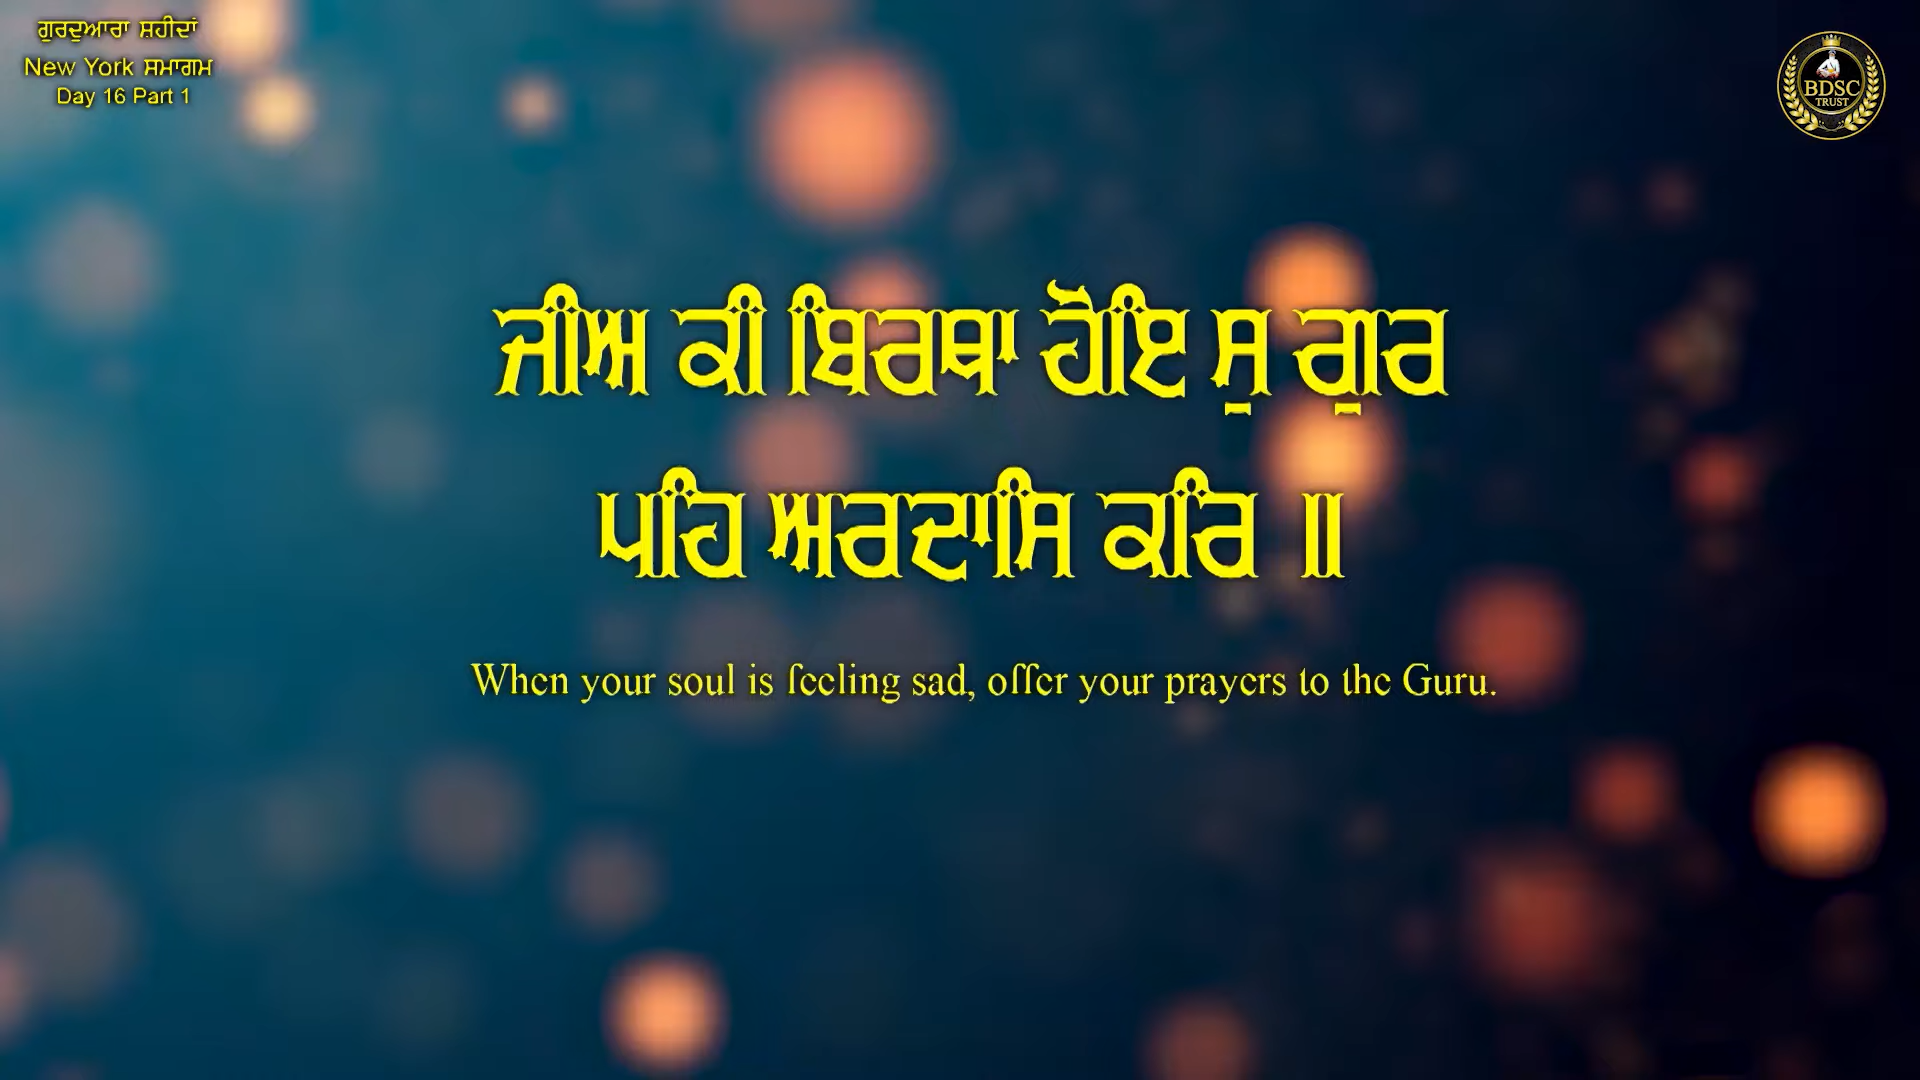 ਗੁਰਦੁਆਰਾ ਸ਼ਹੀਦਾਂ
New York ਸਮਾਗਮ
Day 16 Part 1
BDSC
TRUST
ਜੀਅ ਕੀ ਬਿਰਥਾ ਹੋਇ ਸੁ ਗੁਰ
ਪਹਿ ਅਰਦਾਸਿ ਕਰਿ ॥
When your soul is feeling sad, offer your prayers to the Guru.